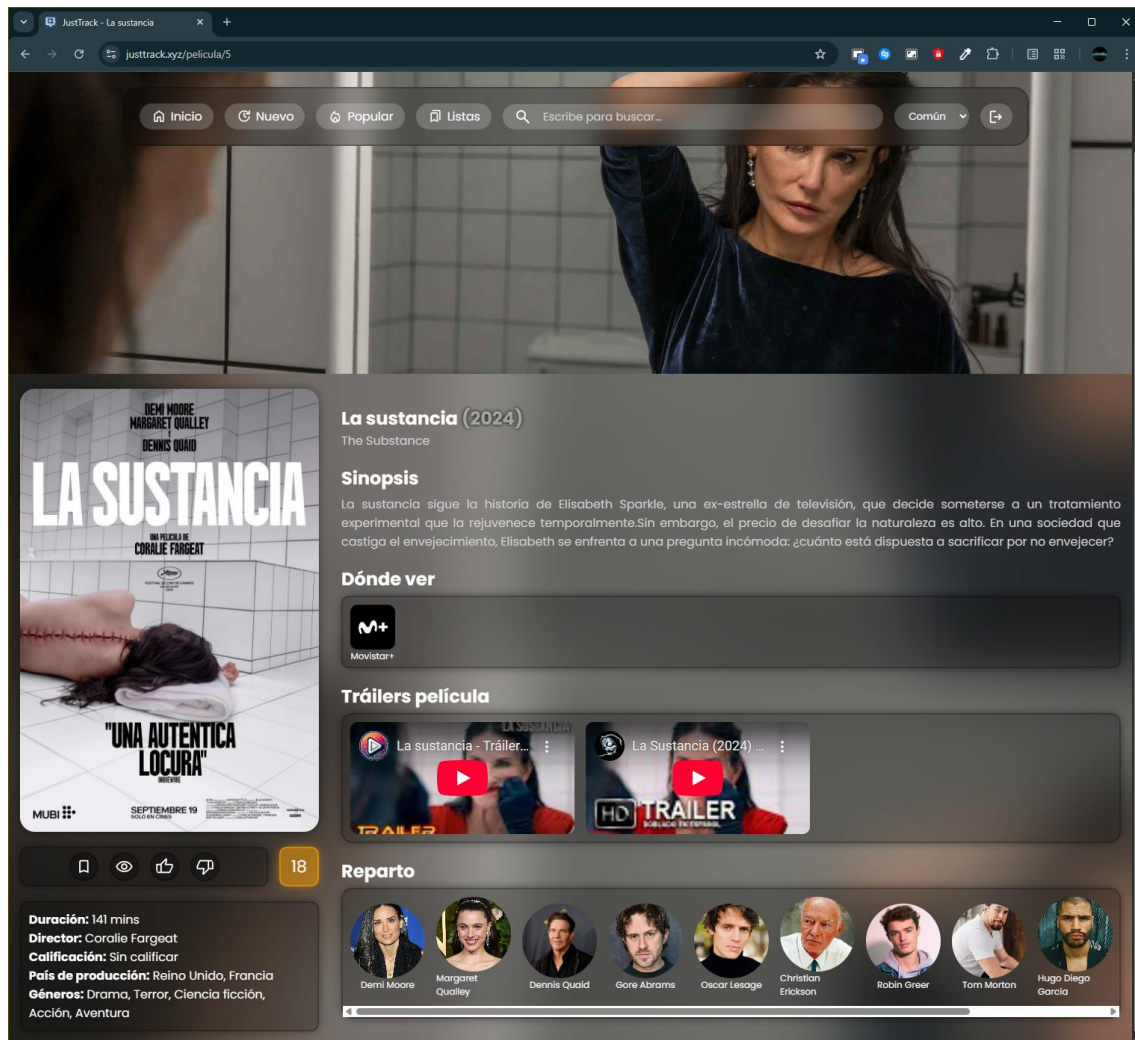 JustTrack - La sustancia
justtrack.xyz/pelicula/5
Inicio
Nuevo
Popular
Listas
Escribe para buscar...
Común
DEMI MOORE
MARGARET QUALLEY
Y
DENNIS QUAID
LA SUSTANCIA
UNA PELICULA DE
CORALIE FARGEAT
"UNA AUTENTICA
LOCURA"
INDIEWIRE
MUBI
SEPTIEMBRE 19
SOLO EN CINES
18
Duración: 141 mins
Director: Coralie Fargeat
Calificación: Sin calificar
País de producción: Reino Unido, Francia
Géneros: Drama, Terror, Ciencia ficción,
Acción, Aventura
La sustancia (2024)
The Substance
Sinopsis
La sustancia sigue la historia de Elisabeth Sparkle, una ex-estrella de televisión, que decide someterse a un tratamiento
experimental que la rejuvenece temporalmente.Sin embargo, el precio de desafiar la naturaleza es alto. En una sociedad que
castiga el envejecimiento, Elisabeth se enfrenta a una pregunta incómoda: ¿cuánto está dispuesta a sacrificar por no envejecer?
Dónde ver
M+
Movistar+
Tráilers película
La sustancia - Tráiler...
TRAILER
La Sustancia (2024) ...
HD TRAILER
DOBLADO EN ESPAÑOL
Reparto
Demi Moore
Margaret
Qualley
Dennis Quaid
Gore Abrams
Oscar Lesage
Christian
Erickson
Robin Greer
Tom Morton
Hugo Diego
Garcia